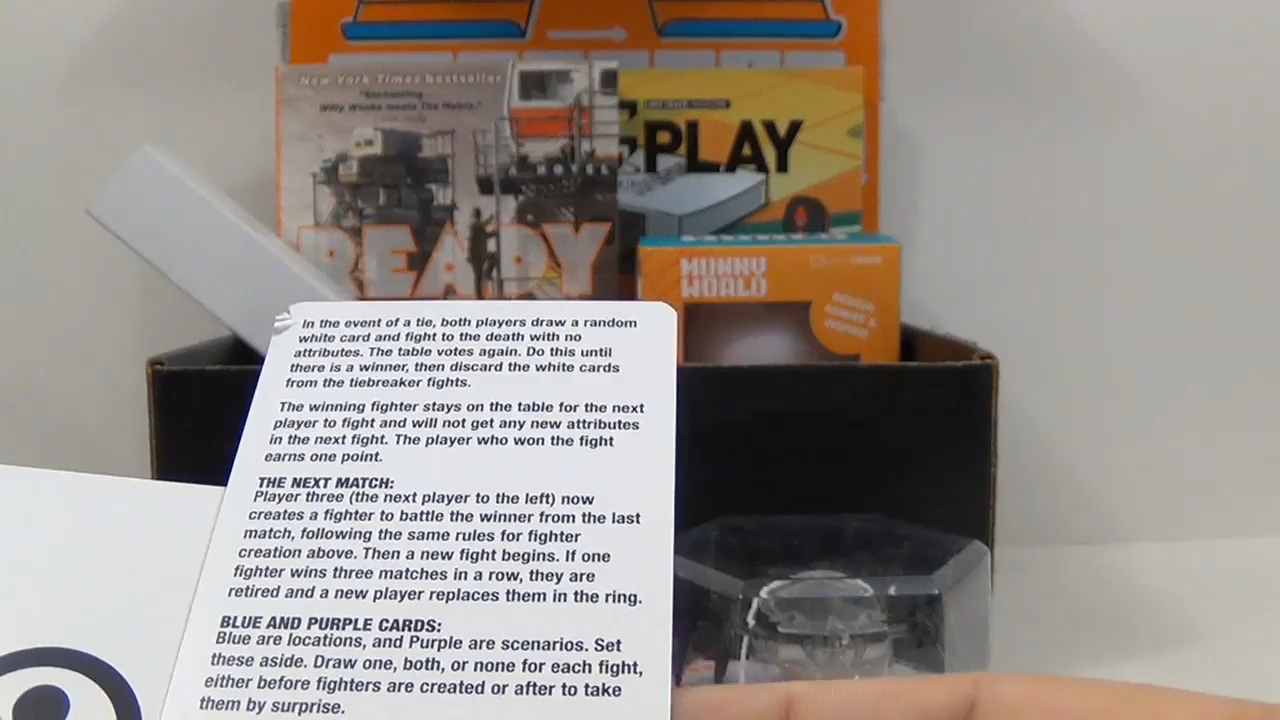 New York Times bestseller
"Enchanting
Willy Wonka meets The Matrix."
READY
PLAY
MUNNY
WORLD
DESIGN,
ADMIRE &
INSPIRE!
In the event of a tie, both players draw a random
white card and fight to the death with no
attributes. The table votes again. Do this until
there is a winner, then discard the white cards
from the tiebreaker fights.
The winning fighter stays on the table for the next
player to fight and will not get any new attributes
in the next fight. The player who won the fight
earns one point.
THE NEXT MATCH:
Player three (the next player to the left) now
creates a fighter to battle the winner from the last
match, following the same rules for fighter
creation above. Then a new fight begins. If one
fighter wins three matches in a row, they are
retired and a new player replaces them in the ring.
BLUE AND PURPLE CARDS:
Blue are locations, and Purple are scenarios. Set
these aside. Draw one, both, or none for each fight,
either before fighters are created or after to take
them by surprise.